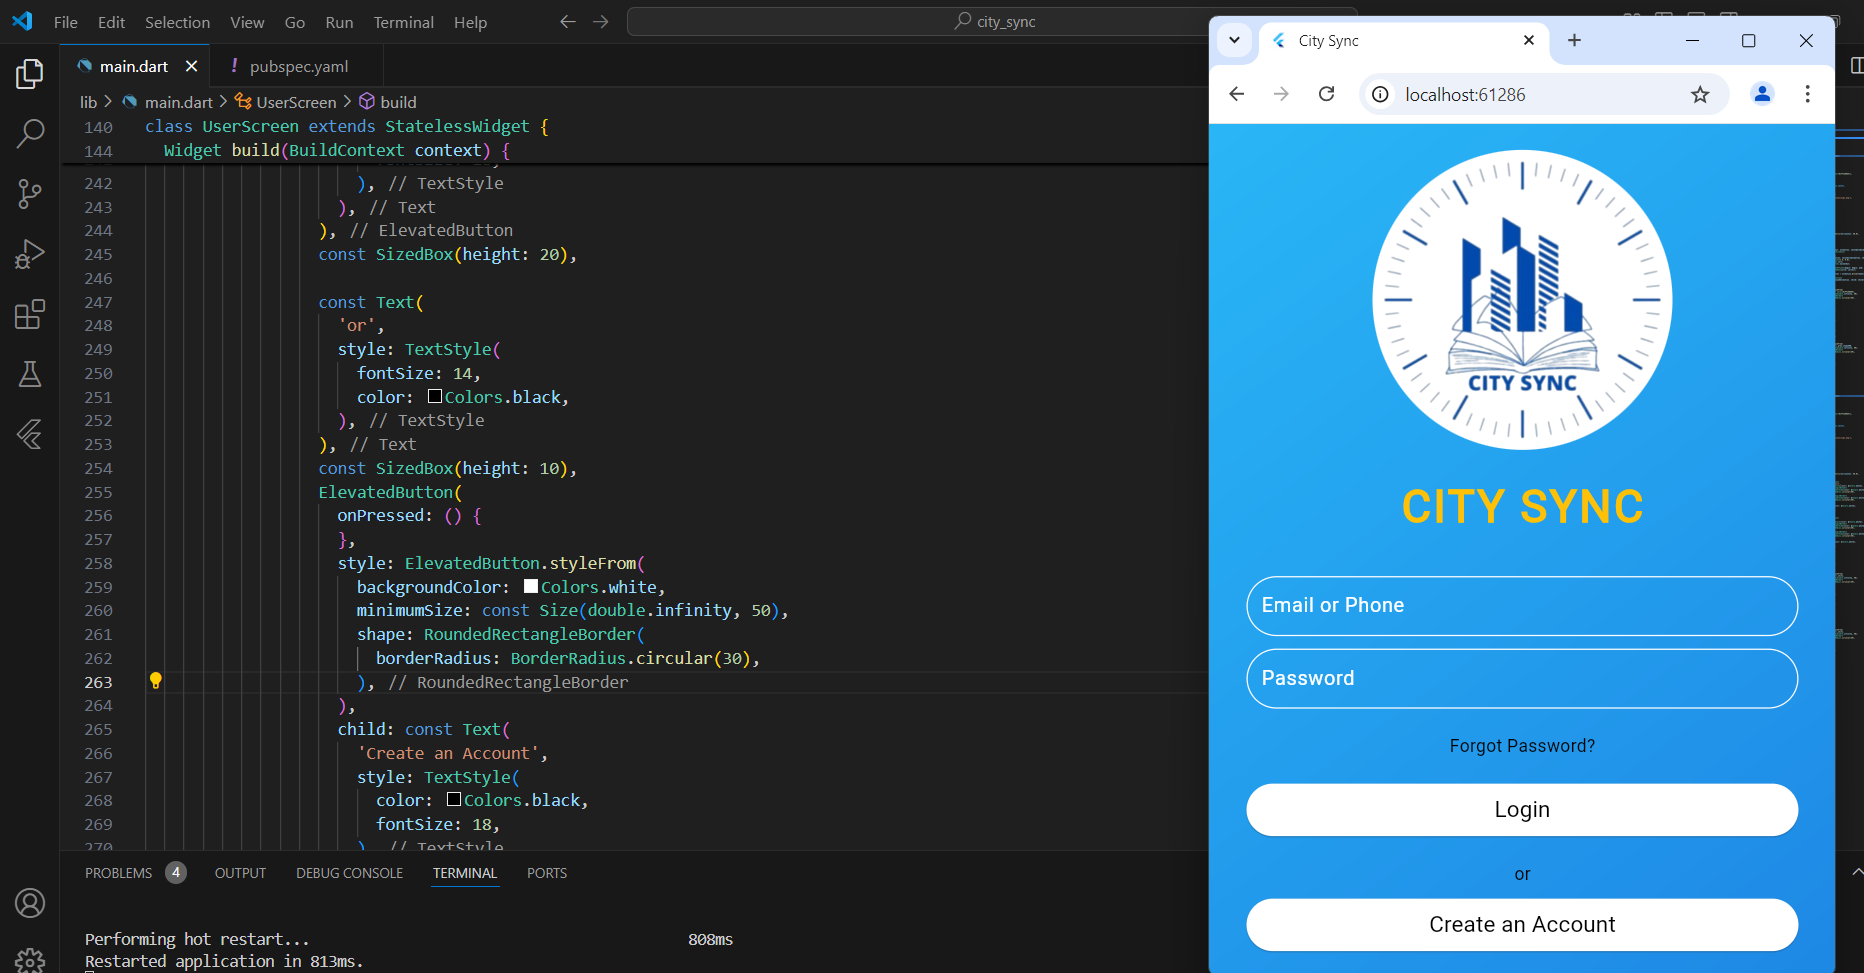 File Edit Selection View Go Run Terminal Help
city_sync
main.dart
! pubspec.yaml
lib > main.dart > UserScreen > build
140 class UserScreen extends StatelessWidget {
144 Widget build(BuildContext context) {
242 ), // TextStyle
243 ), // Text
244 ), // ElevatedButton
245 const SizedBox(height: 20),
246
247 const Text(
248 'or',
249 style: TextStyle(
250 fontSize: 14,
251 color: Colors.black,
252 ), // TextStyle
253 ), // Text
254 const SizedBox(height: 10),
255 ElevatedButton(
256 onPressed: () {
257 },
258 style: ElevatedButton.styleFrom(
259 backgroundColor: Colors.white,
260 minimumSize: const Size(double.infinity, 50),
261 shape: RoundedRectangleBorder(
262 borderRadius: BorderRadius.circular(30),
263 ), // RoundedRectangleBorder
264 ),
265 child: const Text(
266 'Create an Account',
267 style: TextStyle(
268 color: Colors.black,
269 fontSize: 18,
270 ), // TextStyle
PROBLEMS 4 OUTPUT DEBUG CONSOLE TERMINAL PORTS
Performing hot restart... 808ms
Restarted application in 813ms.
City Sync
localhost:61286
CITY SYNC
CITY SYNC
Email or Phone
Password
Forgot Password?
Login
or
Create an Account